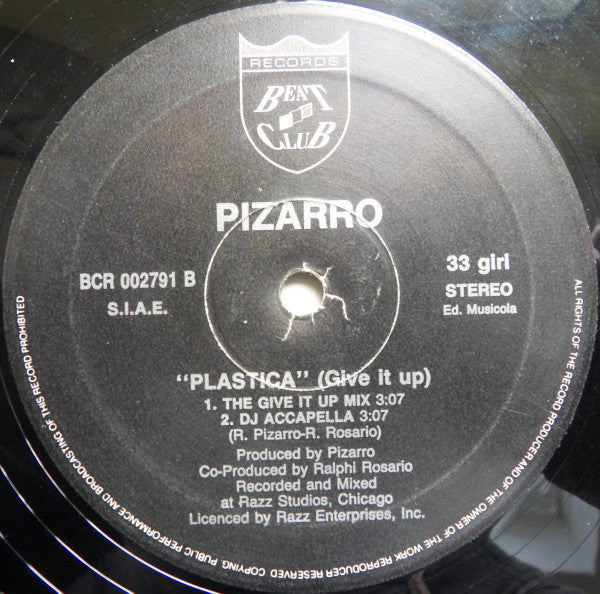 RECORDS
BEAT
CLUB
PIZARRO
BCR 002791 B
S.I.A.E.
33 giri
STEREO
Ed. Musicola
"PLASTICA" (Give it up)
1. THE GIVE IT UP MIX 3:07
2. DJ ACCAPELLA 3:07
(R. Pizarro-R. Rosario)
Produced by Pizarro
Co-Produced by Ralphi Rosario
Recorded and Mixed
at Razz Studios, Chicago
Licenced by Razz Enterprises, Inc.
ALL RIGHTS OF THE RECORD PRODUCER AND OF THE OWNER OF THE WORK REPRODUCER RESERVED COPYING, PUBLIC PERFORMANCE AND BROADCASTING OF THIS RECORD PROHIBITED